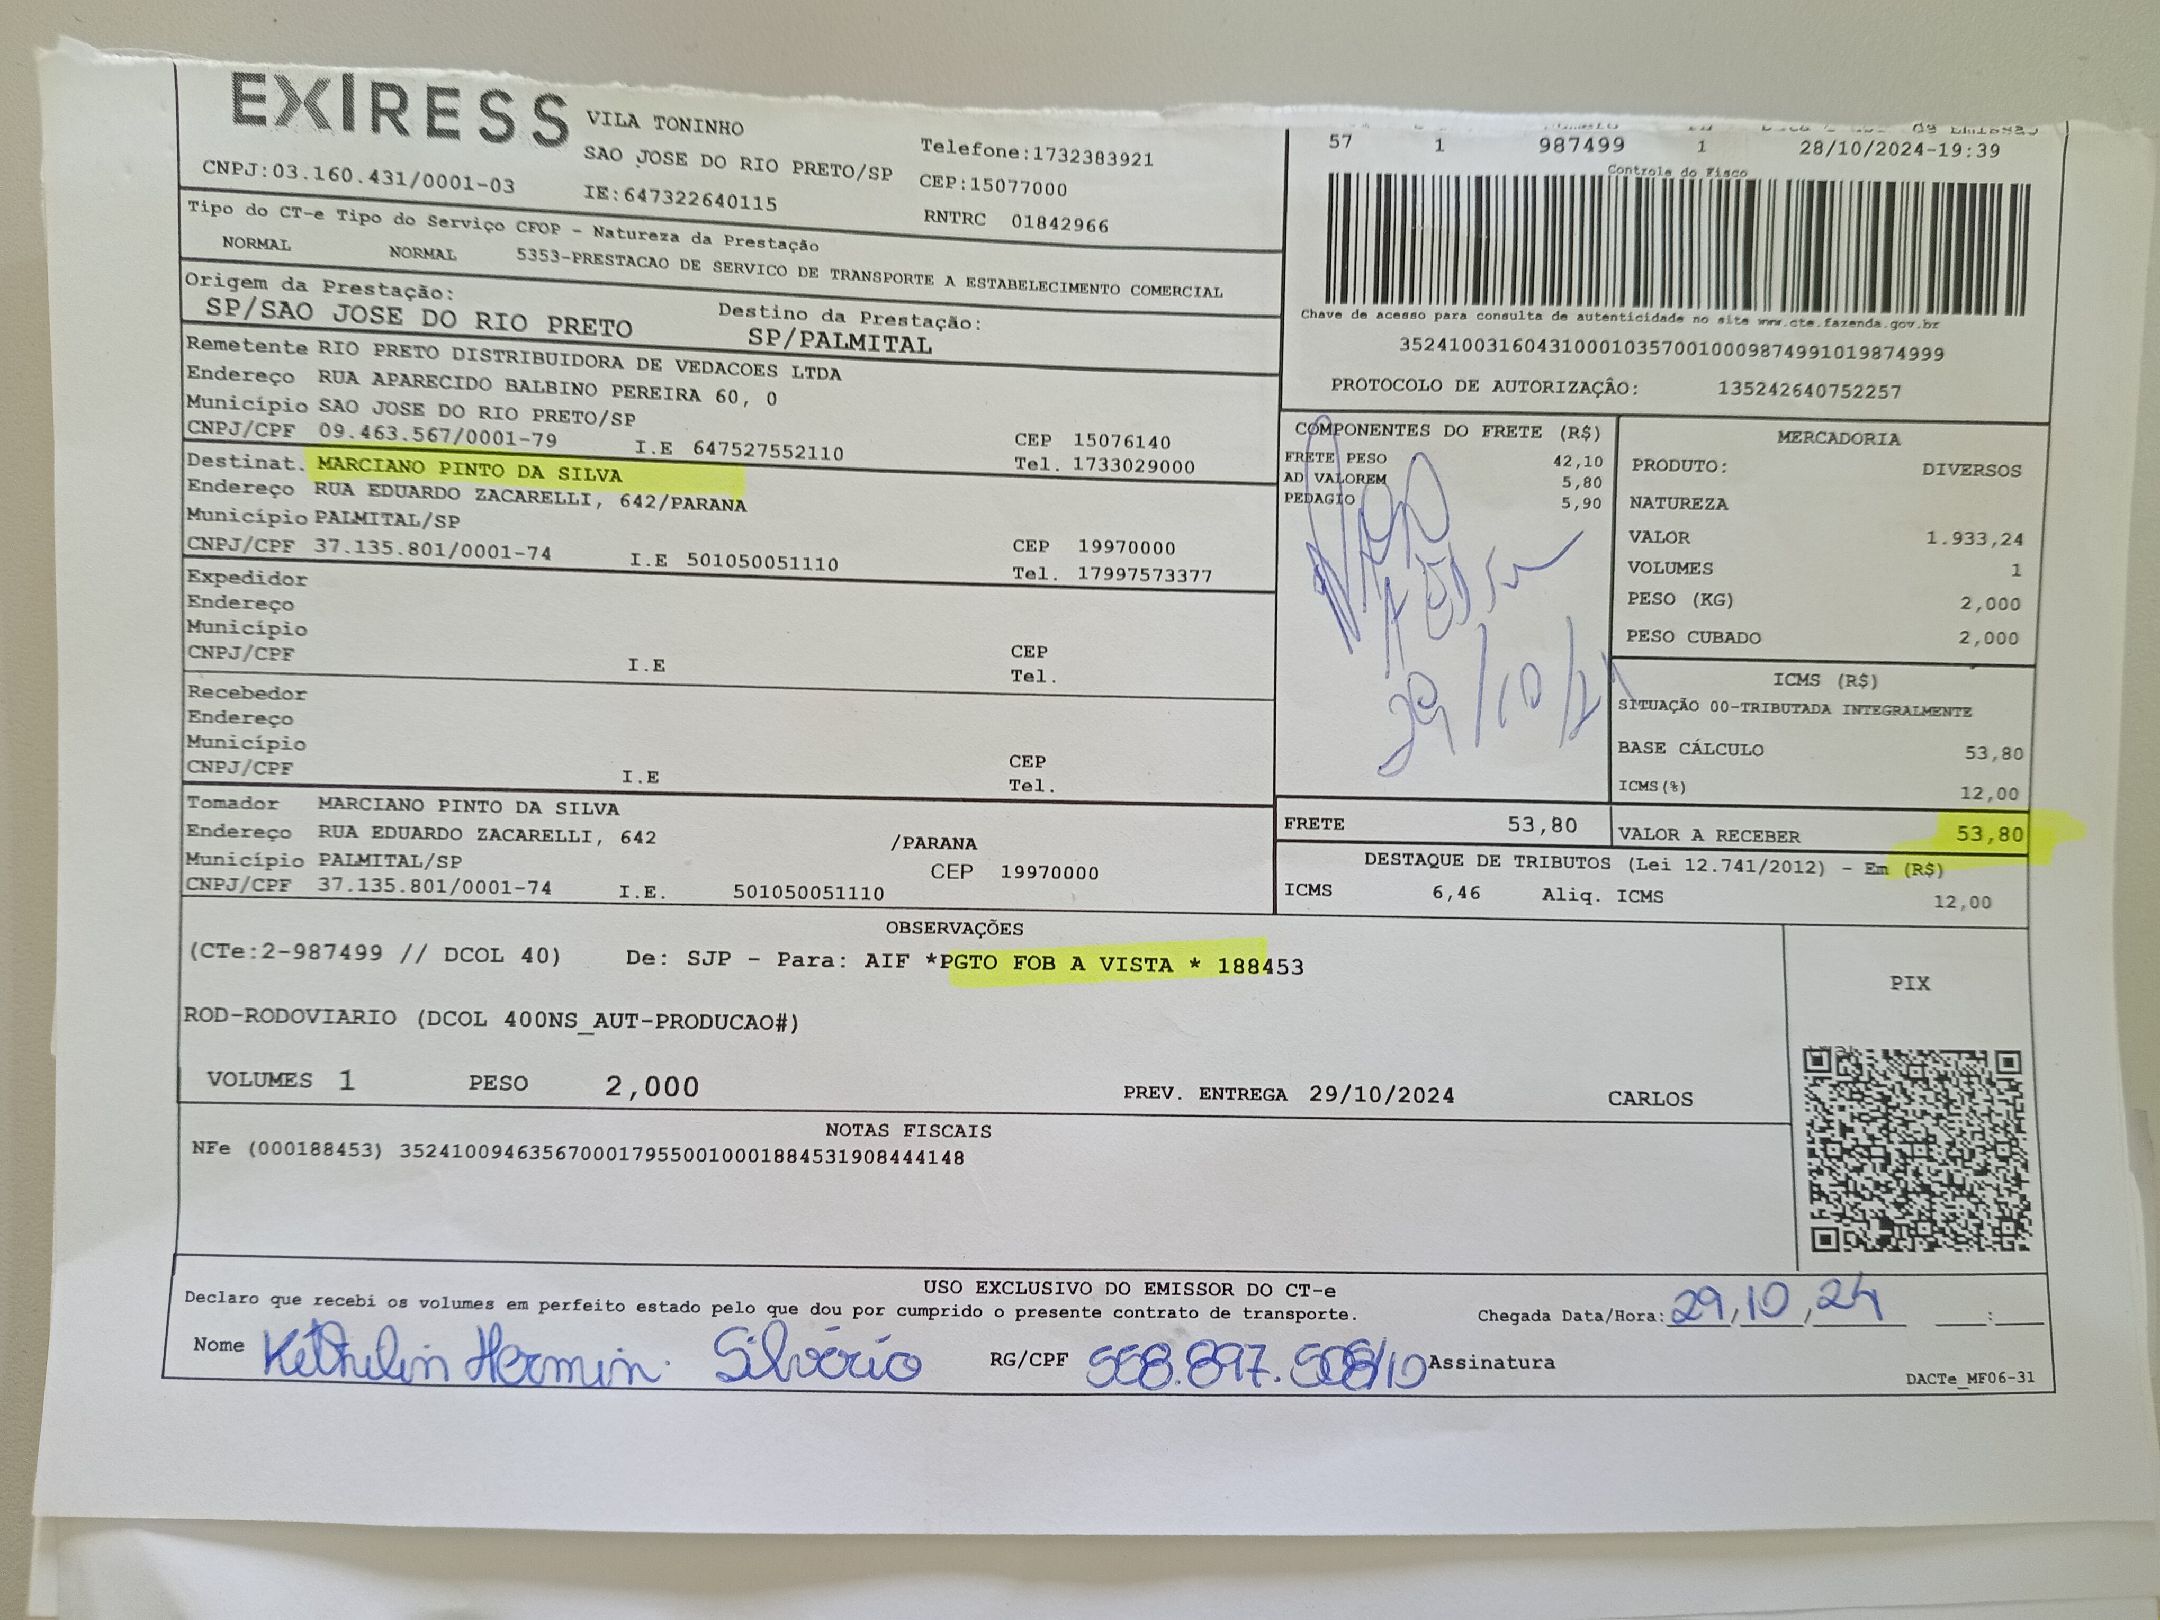 EXIRESS
VILA TONINHO
SAO JOSE DO RIO PRETO/SP
Telefone:1732383921
CNPJ:03.160.431/0001-03
IE:647322640115
CEP:15077000
RNTRC 01842966
57 1 987499 1 28/10/2024-19:39
Controle do Fisco
Tipo do CT-e Tipo do Serviço CFOP - Natureza da Prestação
NORMAL NORMAL 5353-PRESTACAO DE SERVICO DE TRANSPORTE A ESTABELECIMENTO COMERCIAL
Chave de acesso para consulta de autenticidade no site www.cte.fazenda.gov.br
35241003160431000103570010009874991019874999
PROTOCOLO DE AUTORIZAÇÂO: 135242640752257
Origem da Prestação: Destino da Prestação:
SP/SAO JOSE DO RIO PRETO SP/PALMITAL
Remetente RIO PRETO DISTRIBUIDORA DE VEDACOES LTDA
Endereço RUA APARECIDO BALBINO PEREIRA 60, 0
Município SAO JOSE DO RIO PRETO/SP
CNPJ/CPF 09.463.567/0001-79 I.E 647527552110 CEP 15076140
Tel. 1733029000
Destinat. MARCIANO PINTO DA SILVA
Endereço RUA EDUARDO ZACARELLI, 642/PARANA
Município PALMITAL/SP
CNPJ/CPF 37.135.801/0001-74 I.E 501050051110 CEP 19970000
Tel. 17997573377
Expedidor
Endereço
Município
CNPJ/CPF I.E CEP
Tel.
Recebedor
Endereço
Município
CNPJ/CPF I.E CEP
Tel.
Tomador MARCIANO PINTO DA SILVA
Endereço RUA EDUARDO ZACARELLI, 642 /PARANA
Município PALMITAL/SP CEP 19970000
CNPJ/CPF 37.135.801/0001-74 I.E. 501050051110
COMPONENTES DO FRETE (R$)
FRETE PESO 42,10
AD VALOREM 5,80
PEDAGIO 5,90
29/10/2
MERCADORIA
PRODUTO: DIVERSOS
NATUREZA
VALOR 1.933,24
VOLUMES 1
PESO (KG) 2,000
PESO CUBADO 2,000
ICMS (R$)
SITUAÇÃO 00-TRIBUTADA INTEGRALMENTE
BASE CÁLCULO 53,80
ICMS(%) 12,00
FRETE 53,80 VALOR A RECEBER 53,80
DESTAQUE DE TRIBUTOS (Lei 12.741/2012) - Em (R$)
ICMS 6,46 Aliq. ICMS 12,00
OBSERVAÇÕES
(CTe:2-987499 // DCOL 40) De: SJP - Para: AIF *PGTO FOB A VISTA * 188453
PIX
ROD-RODOVIARIO (DCOL 400NS_AUT-PRODUCAO#)
VOLUMES 1 PESO 2,000 PREV. ENTREGA 29/10/2024 CARLOS
NOTAS FISCAIS
NFe (000188453) 35241009463567000179550010001884531908444148
USO EXCLUSIVO DO EMISSOR DO CT-e
Declaro que recebi os volumes em perfeito estado pelo que dou por cumprido o presente contrato de transporte. Chegada Data/Hora: 29,10,24 :
Nome Kethelin Hermin. Silvério RG/CPF 558.897.508/10 Assinatura
DACTe_MF06-31